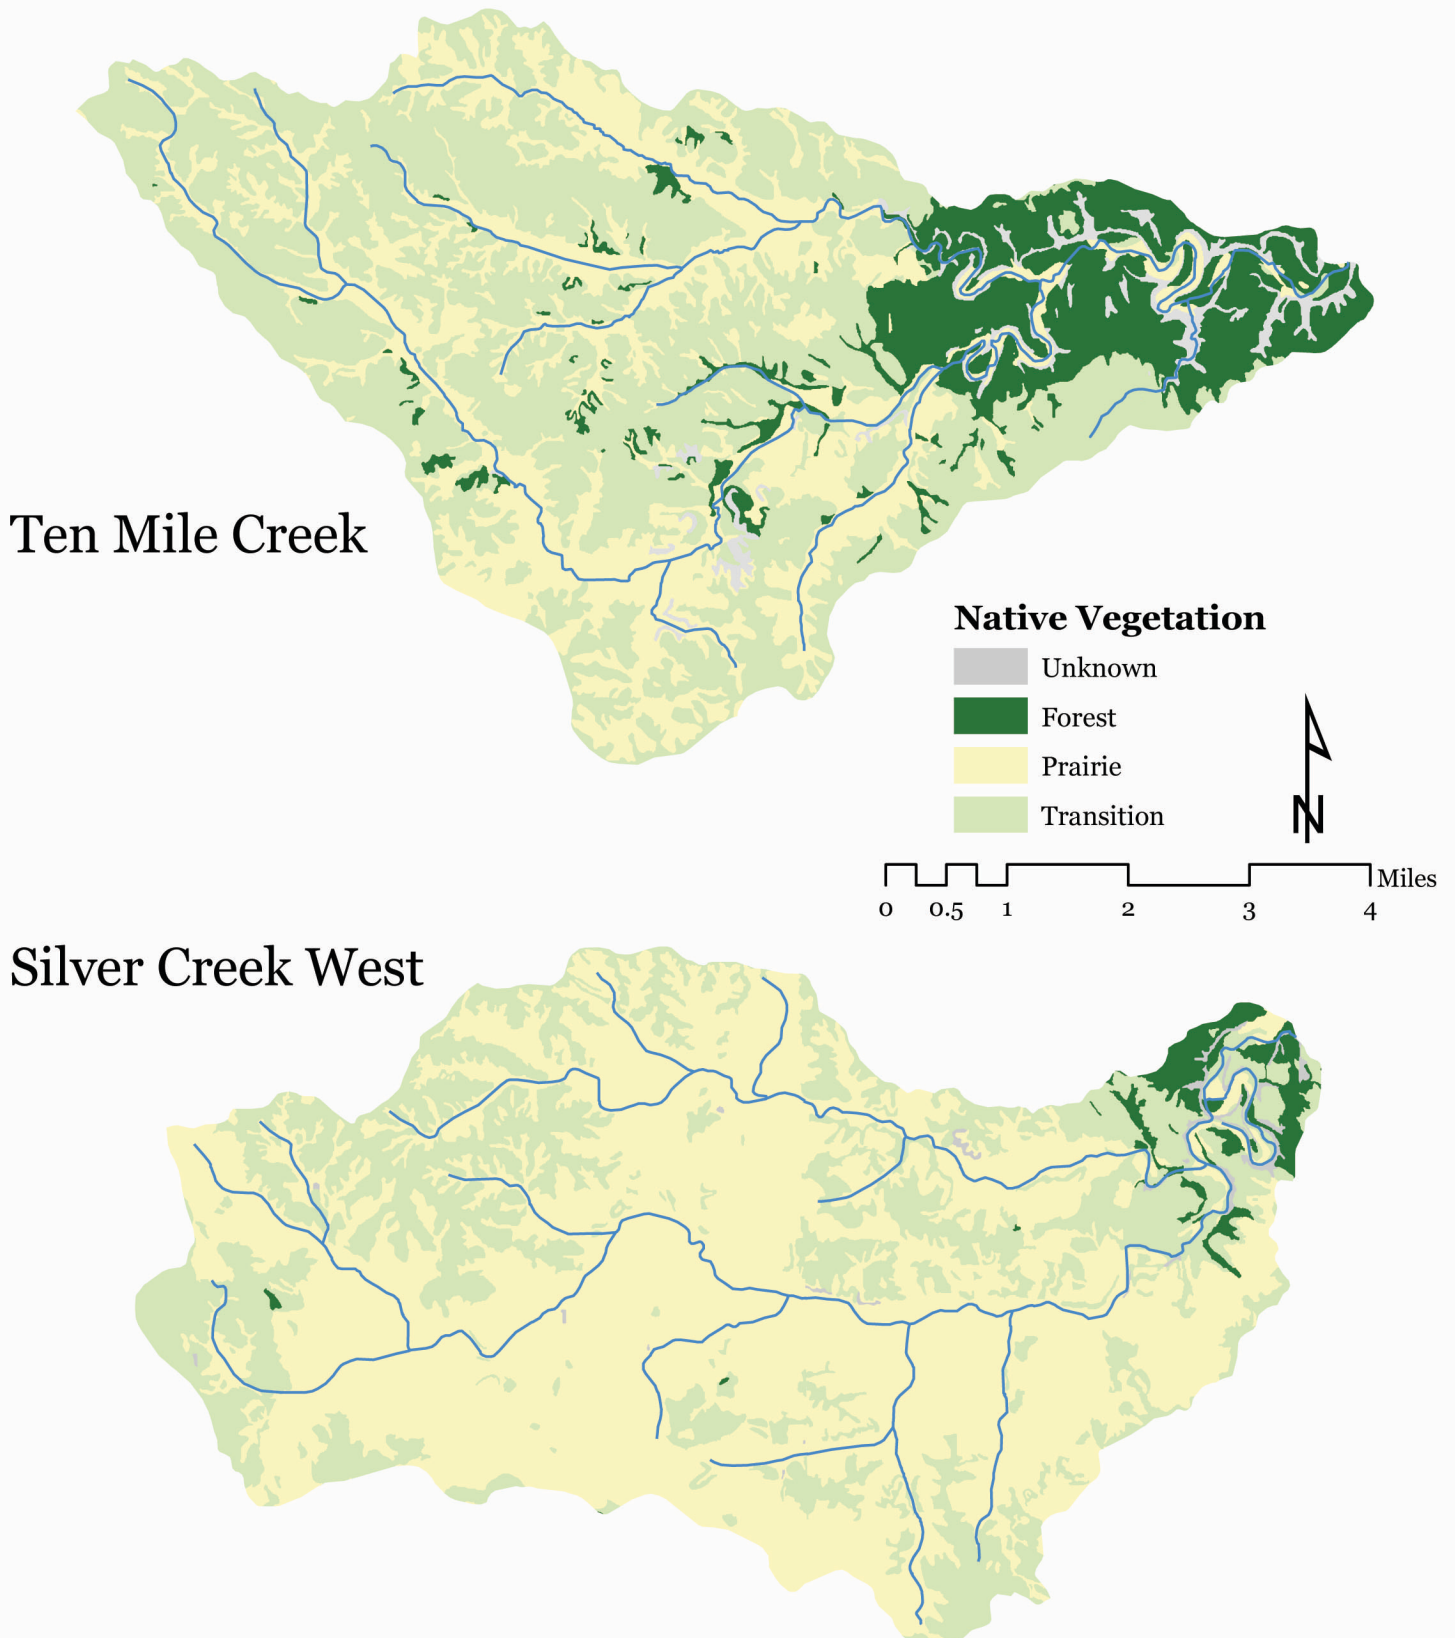 Ten Mile Creek
Native Vegetation
Unknown
Forest
Prairie
Transition
N
Miles
0 0.5 1 2 3 4
Silver Creek West